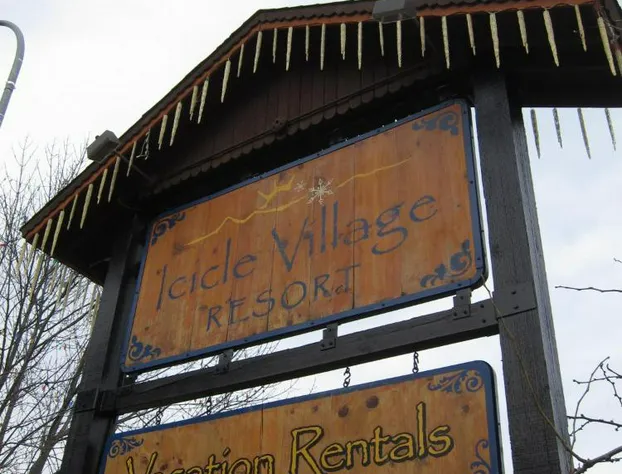 Icicle Village
RESORT
Vacation Rentals